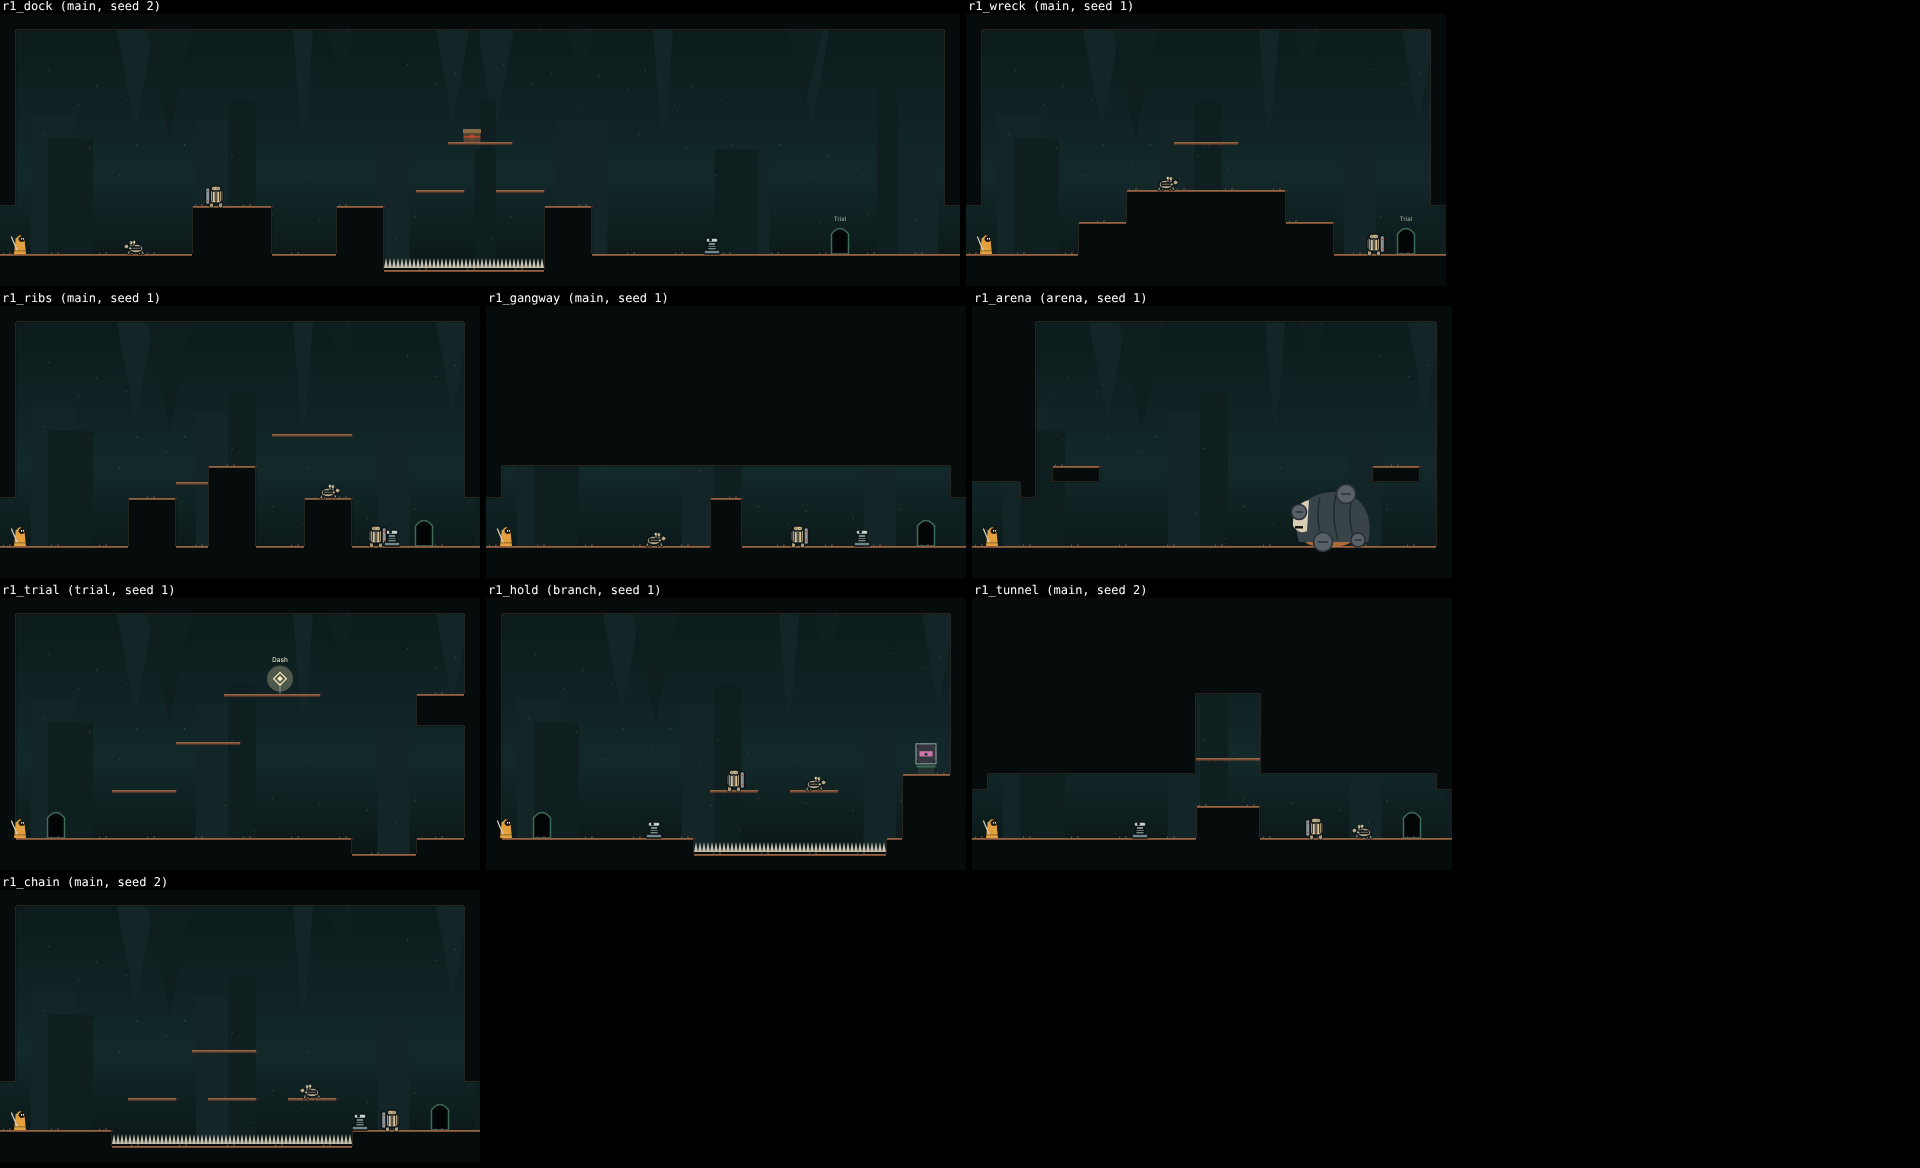 r1_dock (main, seed 2)
r1_wreck (main, seed 1)
Trial
Trial
r1_ribs (main, seed 1)
r1_gangway (main, seed 1)
r1_arena (arena, seed 1)
r1_trial (trial, seed 1)
r1_hold (branch, seed 1)
r1_tunnel (main, seed 2)
Dash
r1_chain (main, seed 2)